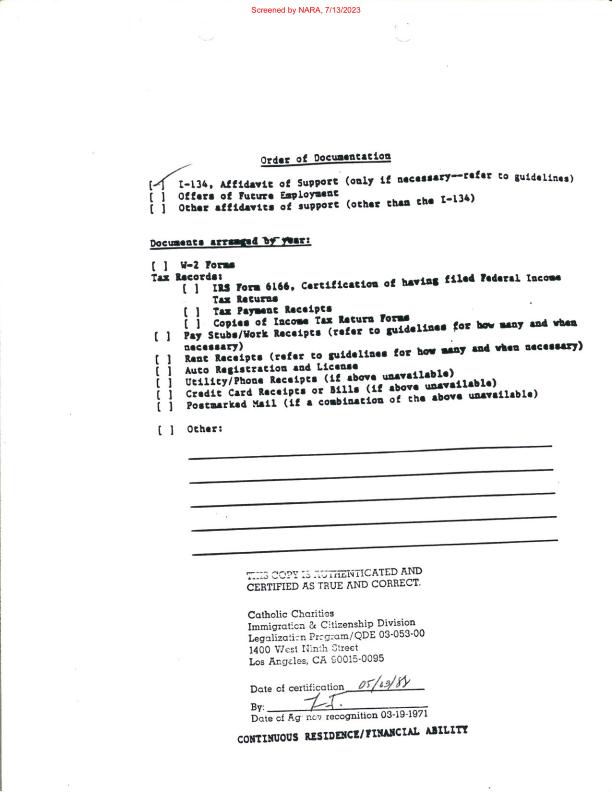 Screened by NARA, 7/13/2023
Order of Documentation
[✓] I-134, Affidavit of Support (only if necessary--refer to guidelines)
[ ] Offers of Future Employment
[ ] Other affidavits of support (other than the I-134)
Documents arranged by year:
[ ] W-2 Forms
Tax Records:
[ ] IRS Form 6166, Certification of having filed Federal Income
Tax Returns
[ ] Tax Payment Receipts
[ ] Copies of Income Tax Return Forms
[ ] Pay Stubs/Work Receipts (refer to guidelines for how many and when
necessary)
[ ] Rent Receipts (refer to guidelines for how many and when necessary)
[ ] Auto Registration and License
[ ] Utility/Phone Receipts (if above unavailable)
[ ] Credit Card Receipts or Bills (if above unavailable)
[ ] Postmarked Mail (if a combination of the above unavailable)
[ ] Other:
THIS COPY IS AUTHENTICATED AND
CERTIFIED AS TRUE AND CORRECT.
Catholic Charities
Immigration & Citizenship Division
Legalization Program/QDE 03-053-00
1400 West Ninth Street
Los Angeles, CA 90015-0095
Date of certification
By:
Date of Agency recognition 03-19-1971
CONTINUOUS RESIDENCE/FINANCIAL ABILITY